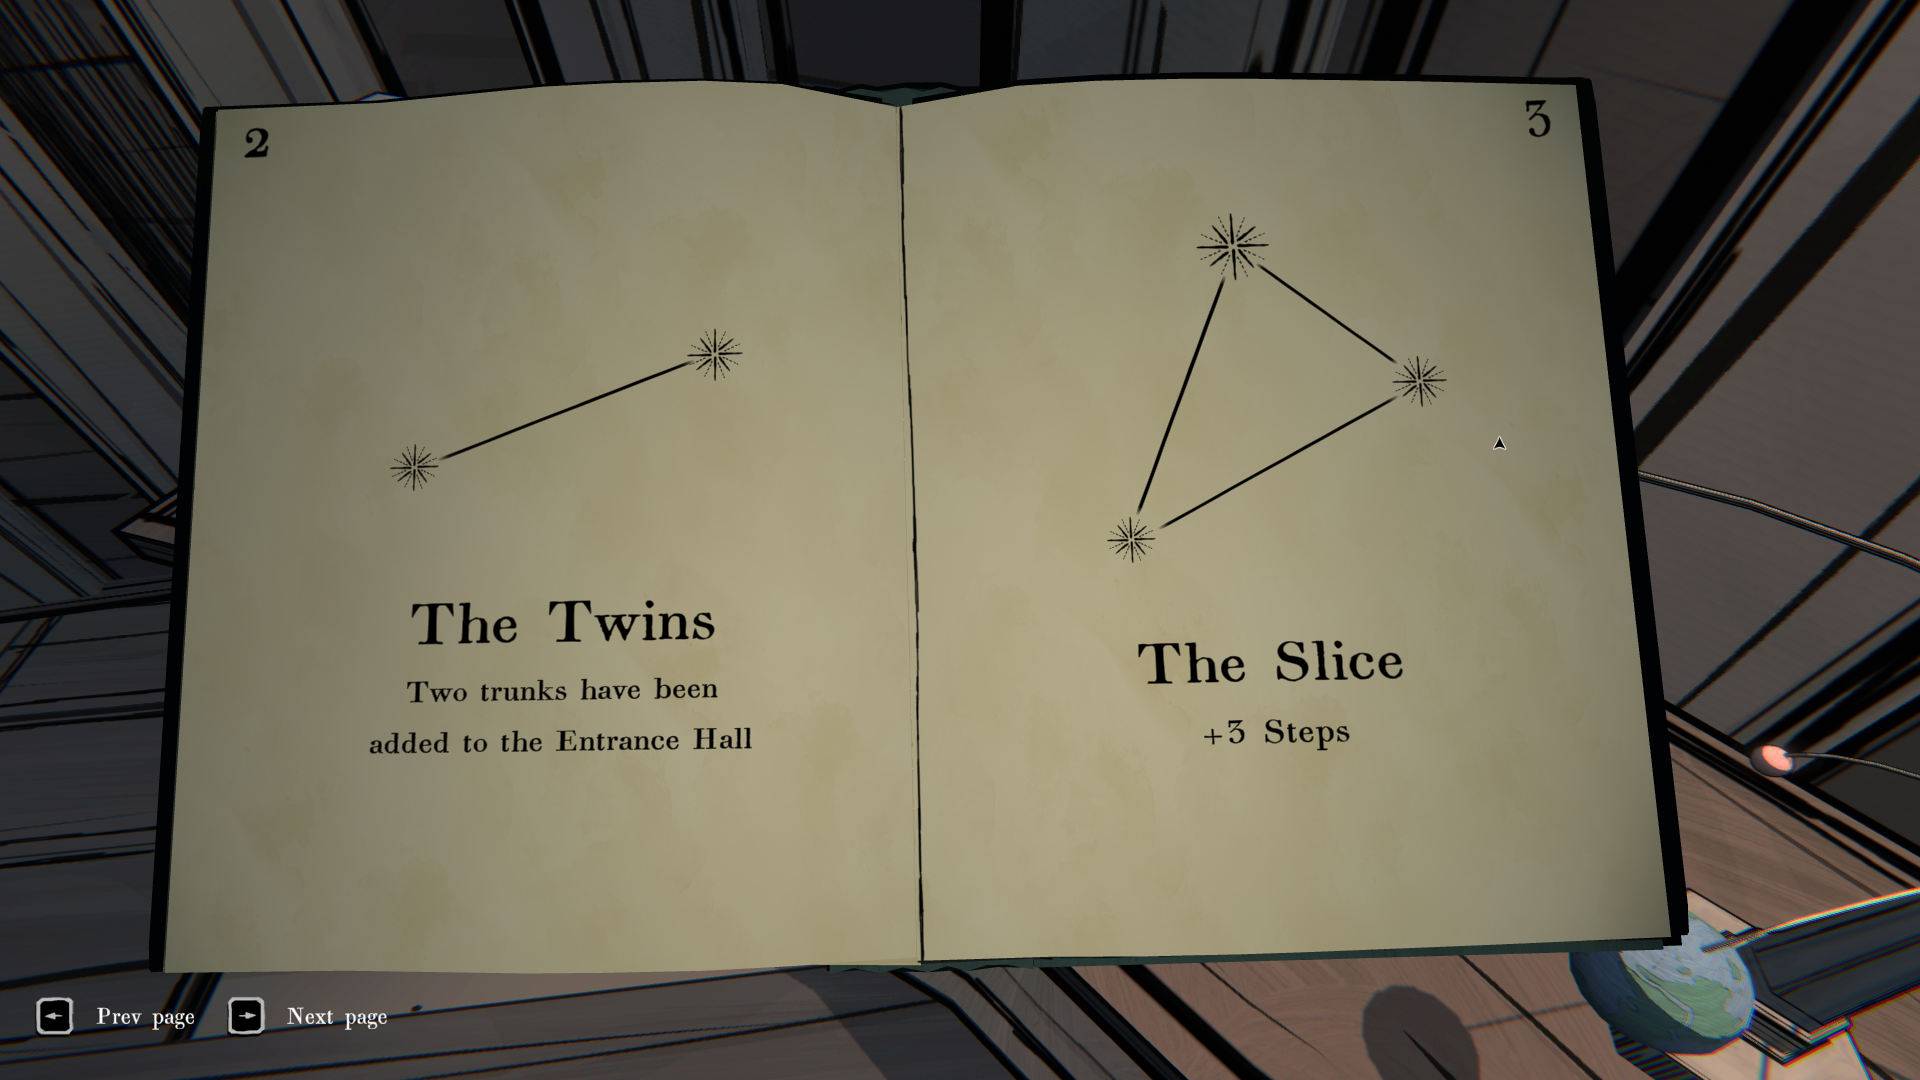 2
The Twins
Two trunks have been
added to the Entrance Hall
3
The Slice
+3 Steps
Prev page
Next page